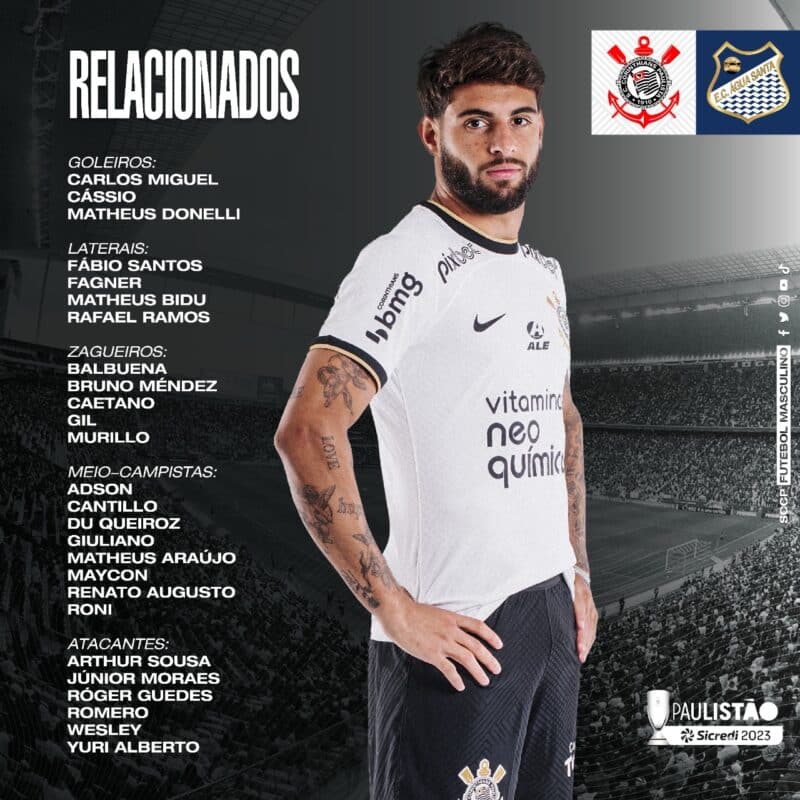 RELACIONADOS
GOLEIROS:
CARLOS MIGUEL
CÁSSIO
MATHEUS DONELLI
LATERAIS:
FÁBIO SANTOS
FAGNER
MATHEUS BIDU
RAFAEL RAMOS
ZAGUEIROS:
BALBUENA
BRUNO MÉNDEZ
CAETANO
GIL
MURILLO
MEIO-CAMPISTAS:
ADSON
CANTILLO
DU QUEIROZ
GIULIANO
MATHEUS ARAÚJO
MAYCON
RENATO AUGUSTO
RONI
ATACANTES:
ARTHUR SOUSA
JÚNIOR MORAES
RÓGER GUEDES
ROMERO
WESLEY
YURI ALBERTO
1910
E.C. ÁGUA SANTA
pixbet
CORINTHIANS
bmg
ALE
vitamina
neo
química
LOVE
SCCP FUTEBOL MASCULINO
PAULISTÃO
Sicredi 2023